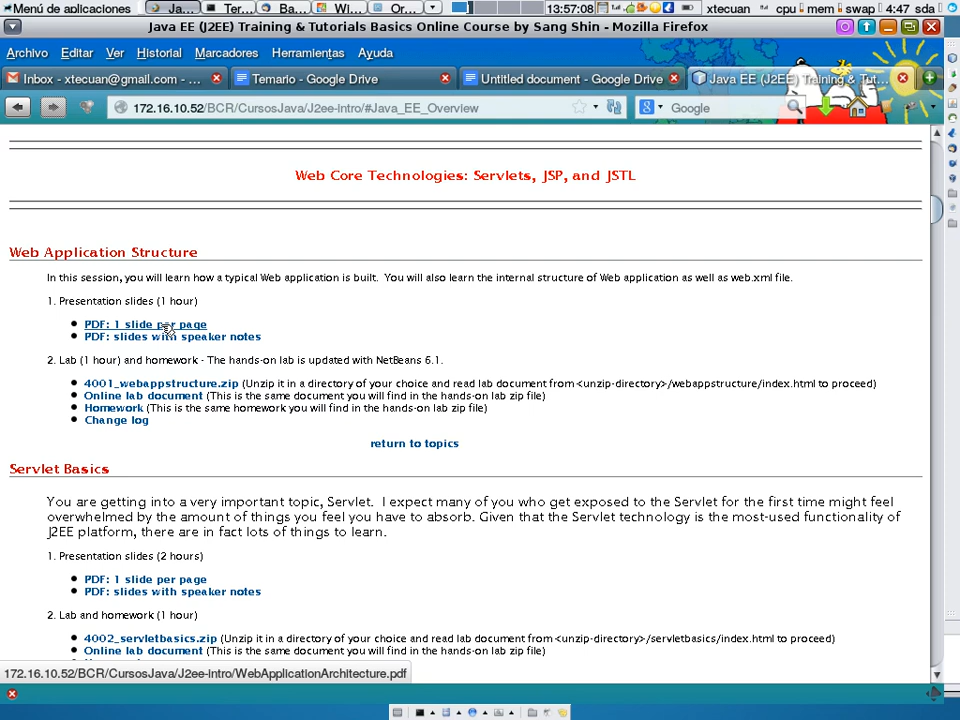 Menú de aplicaciones Ja... Ter... Ba... Wi... Or... 13:57:08 xtecuan cpu mem swap 4:47 sda
Java EE (J2EE) Training & Tutorials Basics Online Course by Sang Shin - Mozilla Firefox
Archivo Editar Ver Historial Marcadores Herramientas Ayuda
Inbox - xtecuan@gmail.com - ... Temario - Google Drive Untitled document - Google Drive Java EE (J2EE) Training & Tut...
172.16.10.52/BCR/CursosJava/J2ee-intro/#Java_EE_Overview Google
Web Core Technologies: Servlets, JSP, and JSTL
Web Application Structure
In this session, you will learn how a typical Web application is built. You will also learn the internal structure of Web application as well as web.xml file.
1. Presentation slides (1 hour)
PDF: 1 slide per page
PDF: slides with speaker notes
2. Lab (1 hour) and homework - The hands-on lab is updated with NetBeans 6.1.
4001_webappstructure.zip (Unzip it in a directory of your choice and read lab document from <unzip-directory>/webappstructure/index.html to proceed)
Online lab document (This is the same document you will find in the hands-on lab zip file)
Homework (This is the same homework you will find in the hands-on lab zip file)
Change log
return to topics
Servlet Basics
You are getting into a very important topic, Servlet. I expect many of you who get exposed to the Servlet for the first time might feel
overwhelmed by the amount of things you feel you have to absorb. Given that the Servlet technology is the most-used functionality of
J2EE platform, there are in fact lots of things to learn.
1. Presentation slides (2 hours)
PDF: 1 slide per page
PDF: slides with speaker notes
2. Lab and homework (1 hour)
4002_servletbasics.zip (Unzip it in a directory of your choice and read lab document from <unzip-directory>/servletbasics/index.html to proceed)
Online lab document (This is the same document you will find in the hands-on lab zip file)
172.16.10.52/BCR/CursosJava/J2ee-intro/WebApplicationArchitecture.pdf